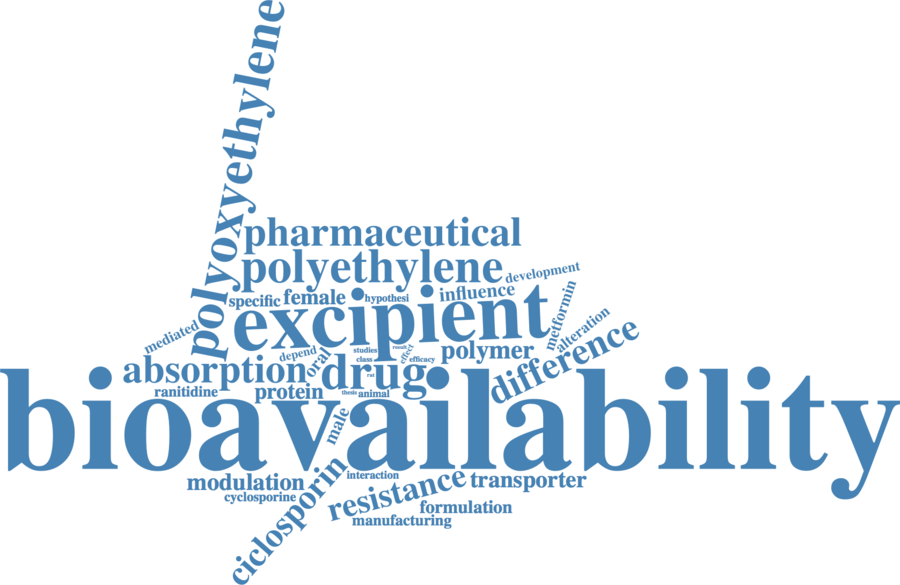 polyoxyethylene
pharmaceutical
polyethylene
development
specific
female
hypothesi
influence
excipient
metformin
mediated
alteration
difference
absorption
depend
oral
studies
result
class
effect
efficacy
polymer
rat
drug
ranitidine
protein
thesis
animal
bioavailability
male
modulation
cyclosporine
ciclosporin
interaction
resistance
transporter
formulation
manufacturing